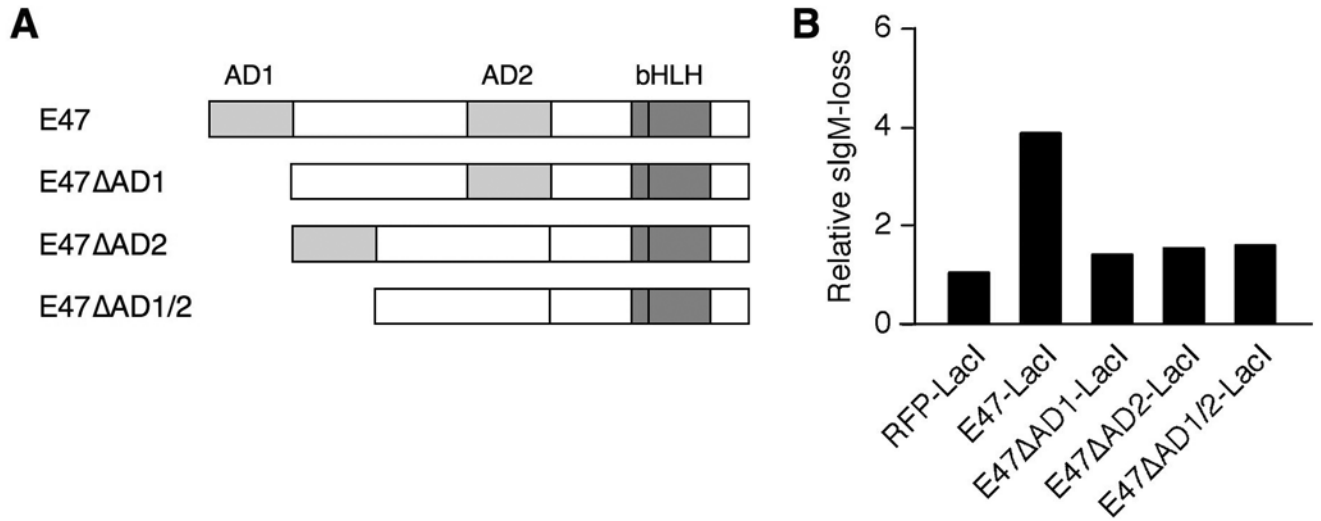 A
AD1 AD2 bHLH
E47
E47ΔAD1
E47ΔAD2
E47ΔAD1/2
B
Relative sIgM-loss
6
4
2
0
RFP-LacI
E47-LacI
E47ΔAD1-LacI
E47ΔAD2-LacI
E47ΔAD1/2-LacI